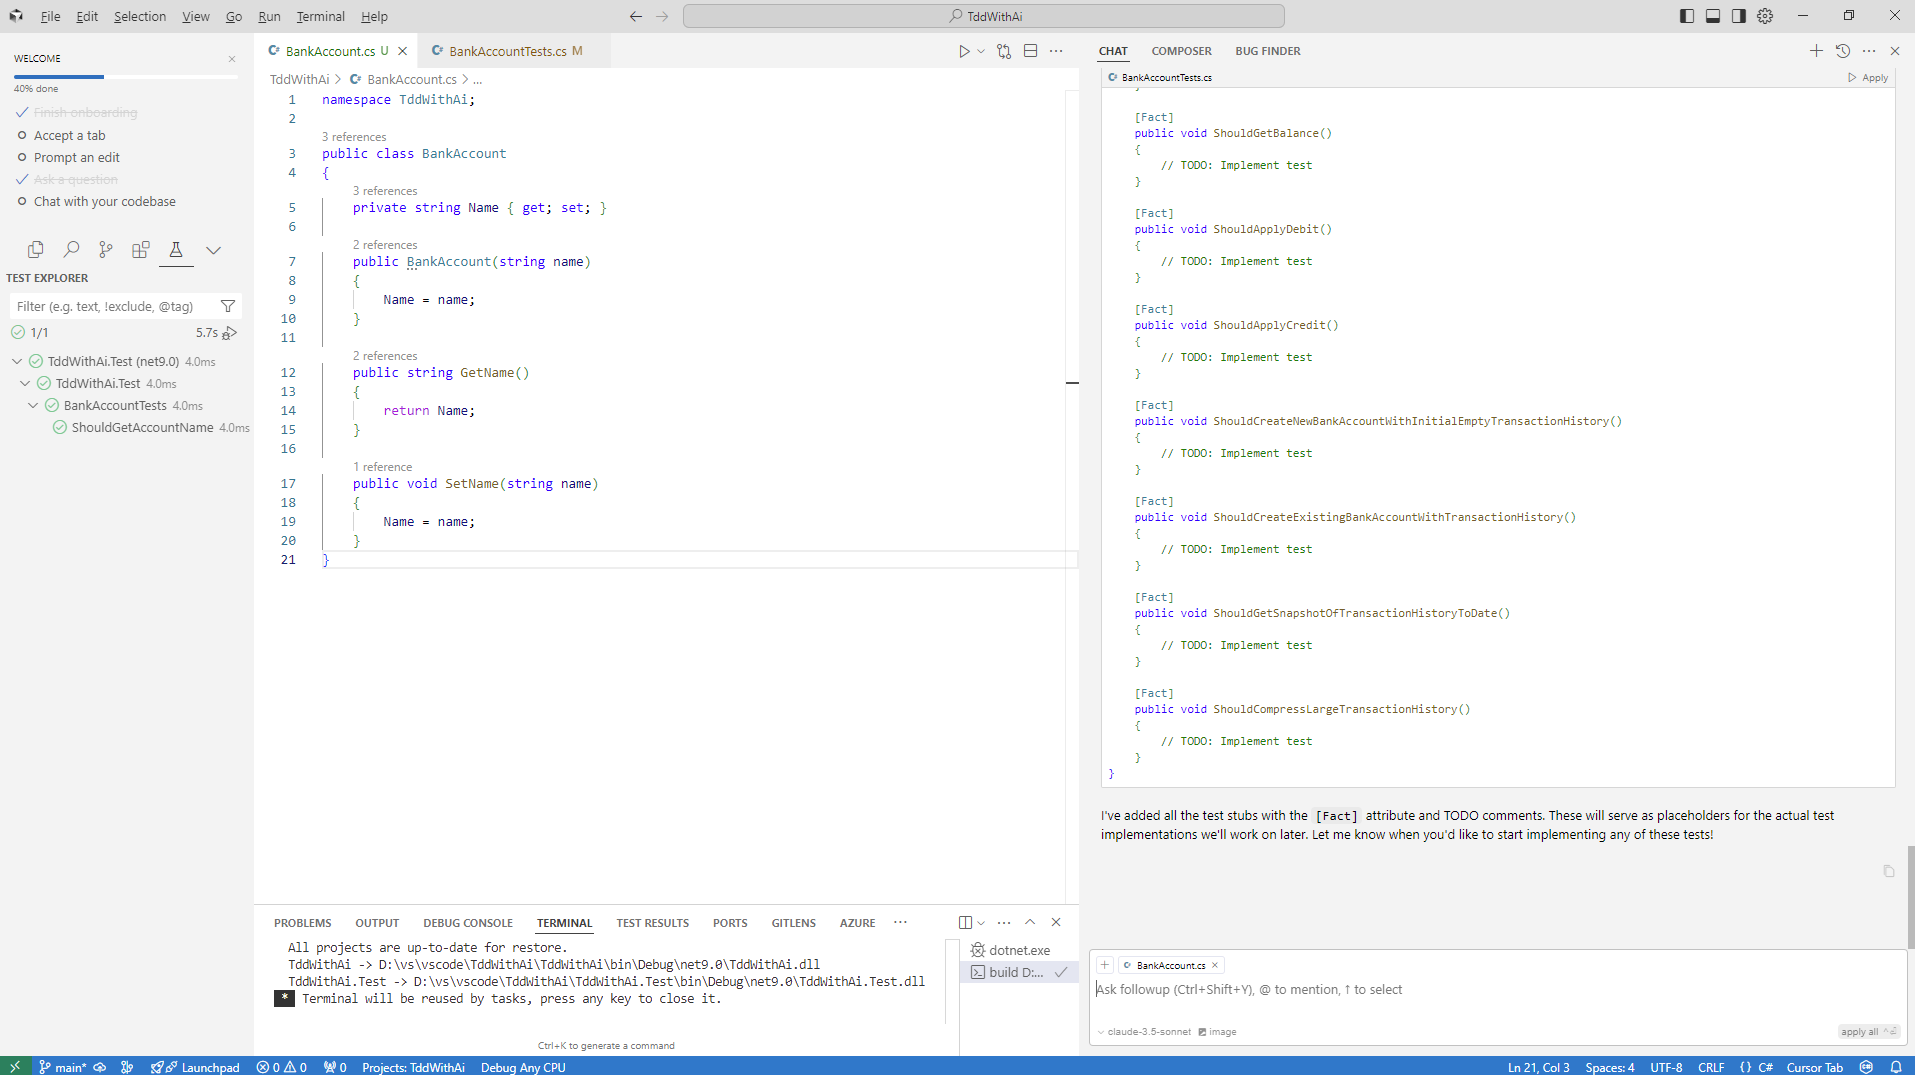 File Edit Selection View Go Run Terminal Help
TddWithAi
WELCOME
40% done
Finish onboarding
Accept a tab
Prompt an edit
Ask a question
Chat with your codebase
TEST EXPLORER
Filter (e.g. text, !exclude, @tag)
1/1 5.7s
TddWithAi.Test (net9.0) 4.0ms
TddWithAi.Test 4.0ms
BankAccountTests 4.0ms
ShouldGetAccountName 4.0ms
BankAccount.cs U
BankAccountTests.cs M
TddWithAi > BankAccount.cs > ...
1 namespace TddWithAi;
2
3 references
3 public class BankAccount
4 {
3 references
5 private string Name { get; set; }
6
2 references
7 public BankAccount(string name)
8 {
9 Name = name;
10 }
11
2 references
12 public string GetName()
13 {
14 return Name;
15 }
16
1 reference
17 public void SetName(string name)
18 {
19 Name = name;
20 }
21 }
PROBLEMS OUTPUT DEBUG CONSOLE TERMINAL TEST RESULTS PORTS GITLENS AZURE ...
All projects are up-to-date for restore.
TddWithAi -> D:\vs\vscode\TddWithAi\TddWithAi\bin\Debug\net9.0\TddWithAi.dll
TddWithAi.Test -> D:\vs\vscode\TddWithAi\TddWithAi.Test\bin\Debug\net9.0\TddWithAi.Test.dll
* Terminal will be reused by tasks, press any key to close it.
Ctrl+K to generate a command
dotnet.exe
build D:...
CHAT COMPOSER BUG FINDER
BankAccountTests.cs Apply
}
[Fact]
public void ShouldGetBalance()
{
// TODO: Implement test
}
[Fact]
public void ShouldApplyDebit()
{
// TODO: Implement test
}
[Fact]
public void ShouldApplyCredit()
{
// TODO: Implement test
}
[Fact]
public void ShouldCreateNewBankAccountWithInitialEmptyTransactionHistory()
{
// TODO: Implement test
}
[Fact]
public void ShouldCreateExistingBankAccountWithTransactionHistory()
{
// TODO: Implement test
}
[Fact]
public void ShouldGetSnapshotOfTransactionHistoryToDate()
{
// TODO: Implement test
}
[Fact]
public void ShouldCompressLargeTransactionHistory()
{
// TODO: Implement test
}
}
I've added all the test stubs with the [Fact] attribute and TODO comments. These will serve as placeholders for the actual test
implementations we'll work on later. Let me know when you'd like to start implementing any of these tests!
+ BankAccount.cs ×
Ask followup (Ctrl+Shift+Y), @ to mention, ↑ to select
claude-3.5-sonnet image apply all ^⏎
main* Launchpad 0 0 0 Projects: TddWithAi Debug Any CPU
Ln 21, Col 3 Spaces: 4 UTF-8 CRLF {} C# Cursor Tab